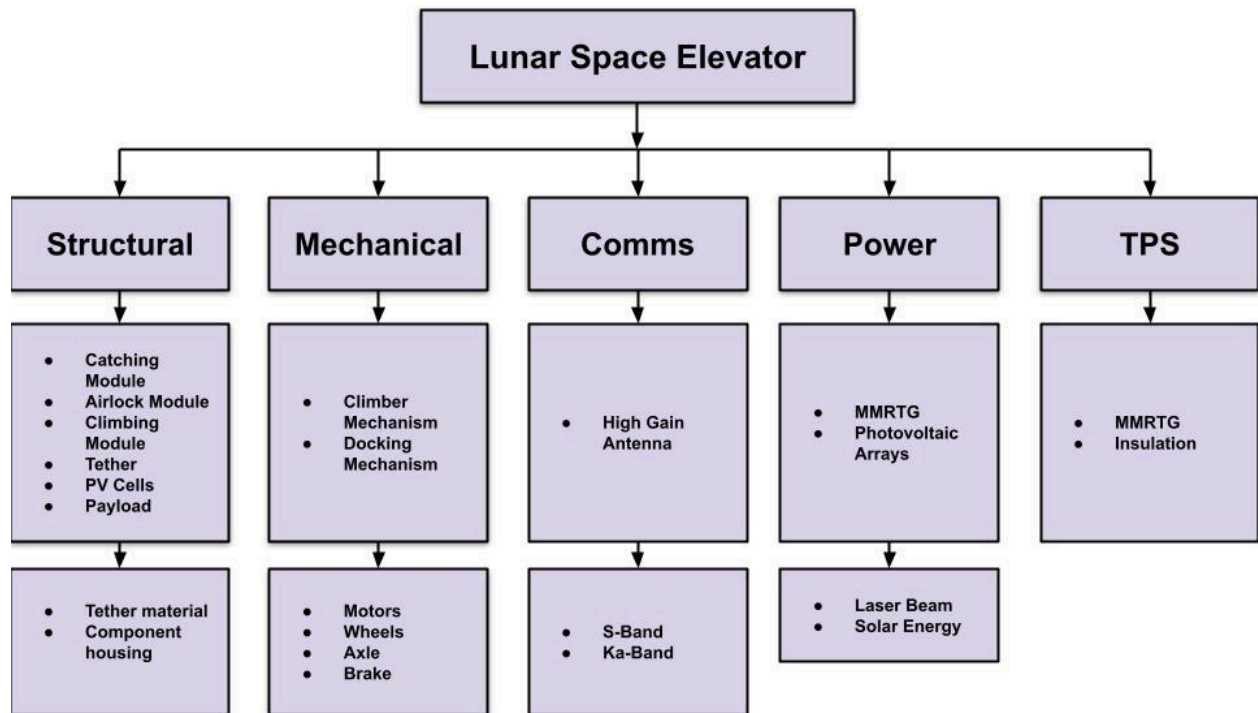 Lunar Space Elevator
Structural
Mechanical
Comms
Power
TPS
● Catching
Module
● Airlock Module
● Climbing
Module
● Tether
● PV Cells
● Payload
● Climber
Mechanism
● Docking
Mechanism
● High Gain
Antenna
● MMRTG
● Photovoltaic
Arrays
● MMRTG
● Insulation
● Tether material
● Component
housing
● Motors
● Wheels
● Axle
● Brake
● S-Band
● Ka-Band
● Laser Beam
● Solar Energy